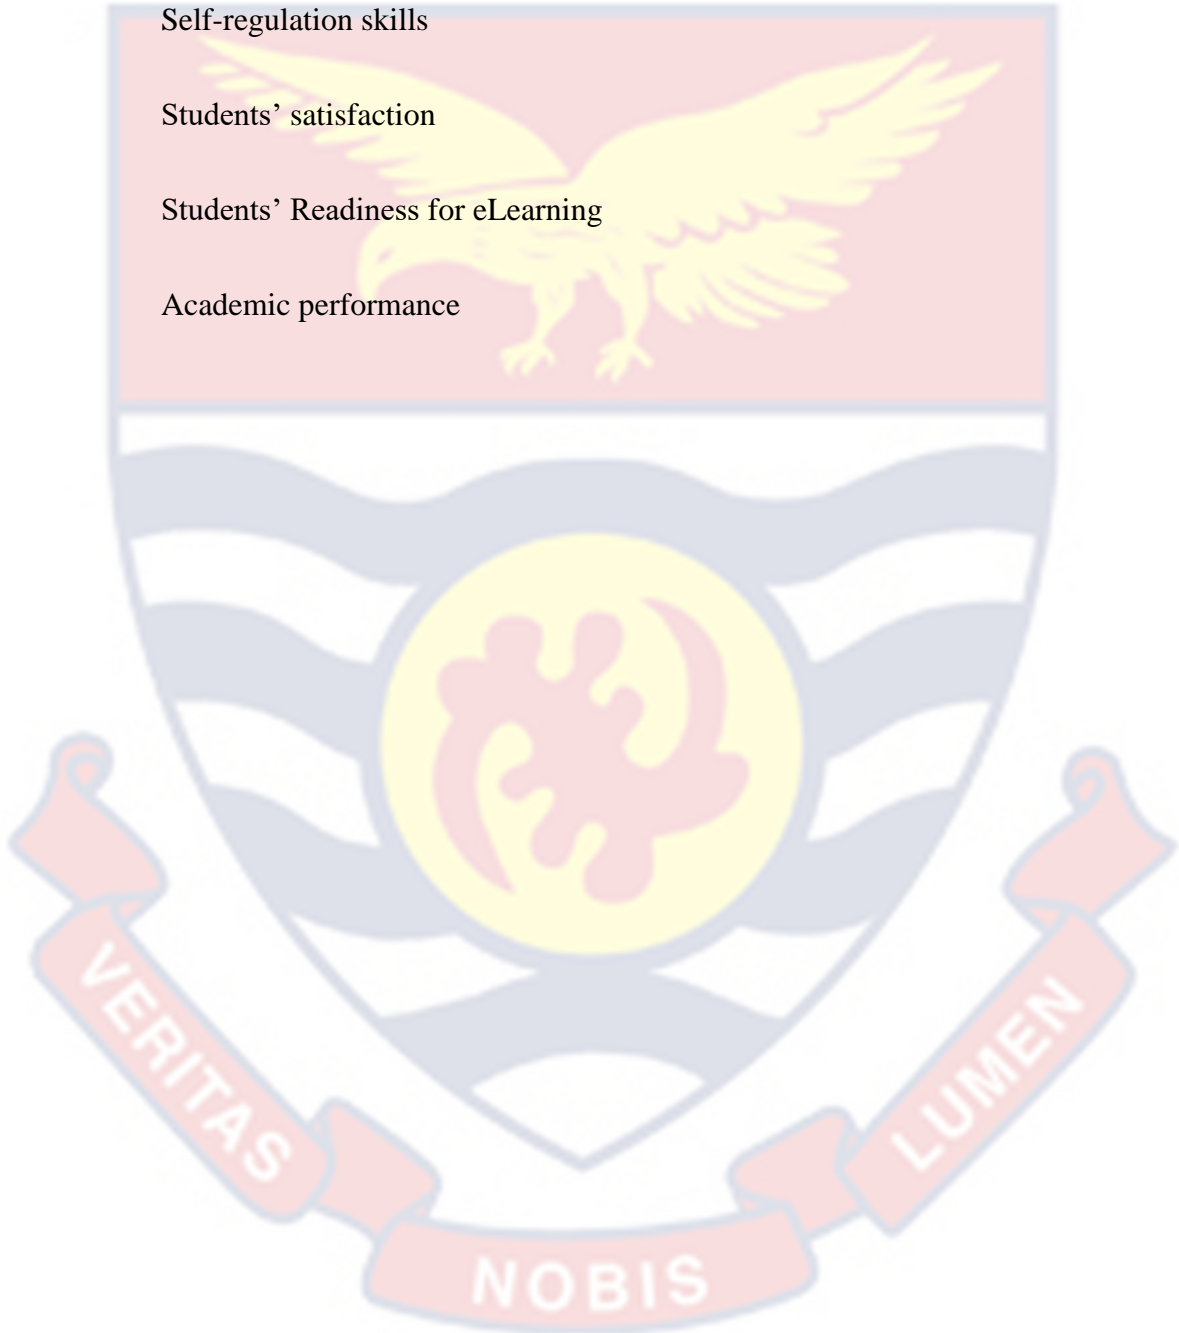 Self-regulation skills
Students’ satisfaction
Students’ Readiness for eLearning
Academic performance
VERITAS
NOBIS
LUMEN